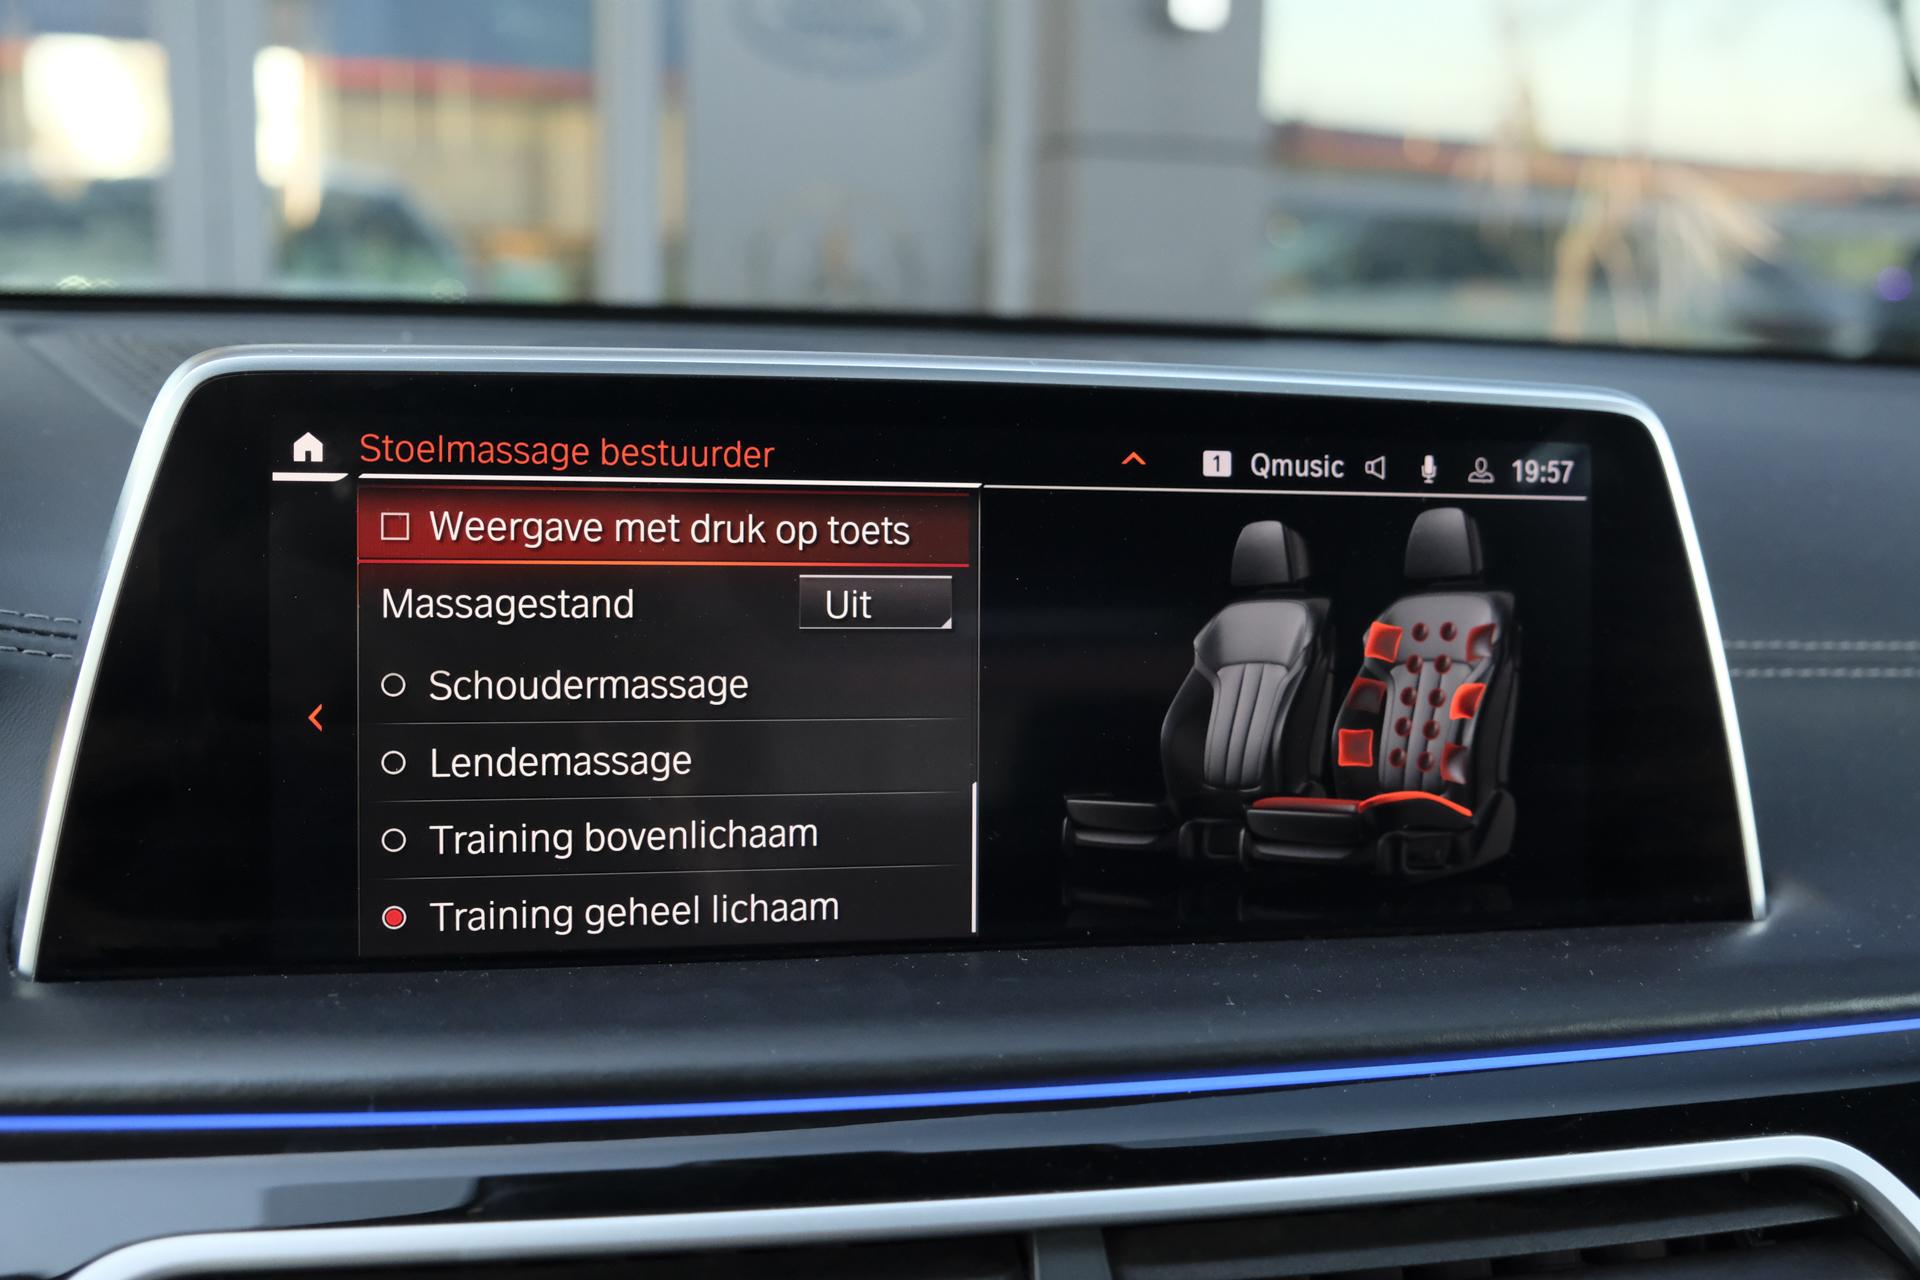 Stoelmassage bestuurder
1 Qmusic 19:57
Weergave met druk op toets
Massagestand Uit
Schoudermassage
Lendemassage
Training bovenlichaam
Training geheel lichaam